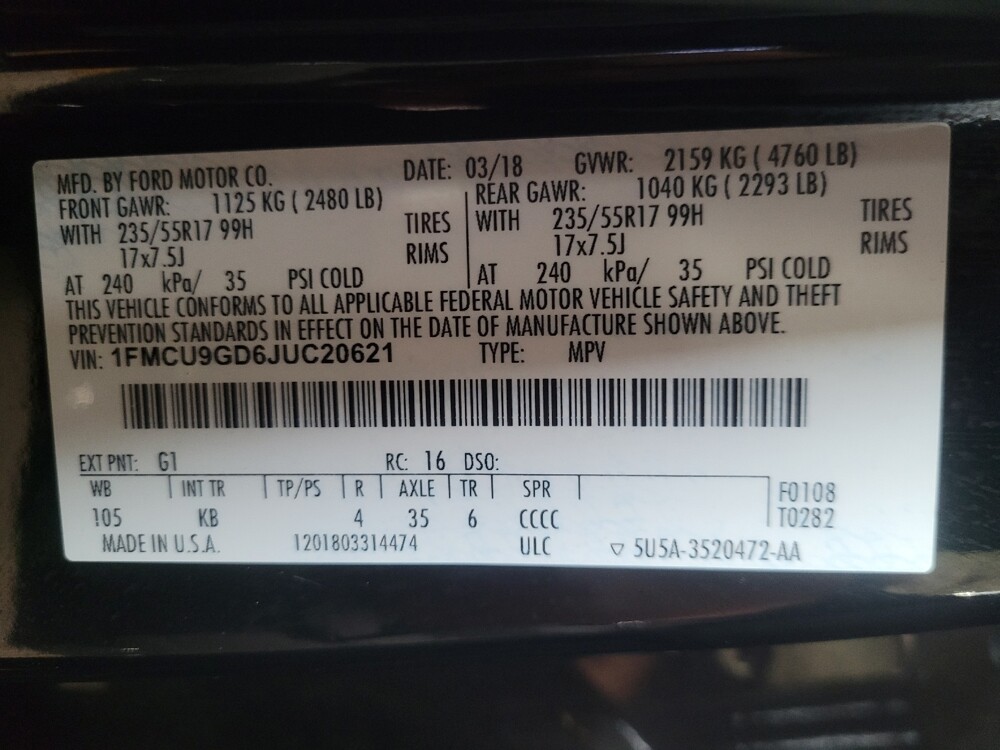 MFD. BY FORD MOTOR CO. DATE: 03/18 GVWR: 2159 KG ( 4760 LB)
FRONT GAWR: 1125 KG ( 2480 LB) REAR GAWR: 1040 KG ( 2293 LB)
WITH 235/55R17 99H TIRES WITH 235/55R17 99H TIRES
17x7.5J RIMS 17x7.5J RIMS
AT 240 kPa/ 35 PSI COLD AT 240 kPa/ 35 PSI COLD
THIS VEHICLE CONFORMS TO ALL APPLICABLE FEDERAL MOTOR VEHICLE SAFETY AND THEFT
PREVENTION STANDARDS IN EFFECT ON THE DATE OF MANUFACTURE SHOWN ABOVE.
VIN: 1FMCU9GD6JUC20621 TYPE: MPV
EXT PNT: G1 RC: 16 DSO:
WB INT TR TP/PS R AXLE TR SPR F0108
105 KB 4 35 6 CCCC T0282
MADE IN U.S.A. 1201803314474 ULC ▽ 5U5A-3520472-AA